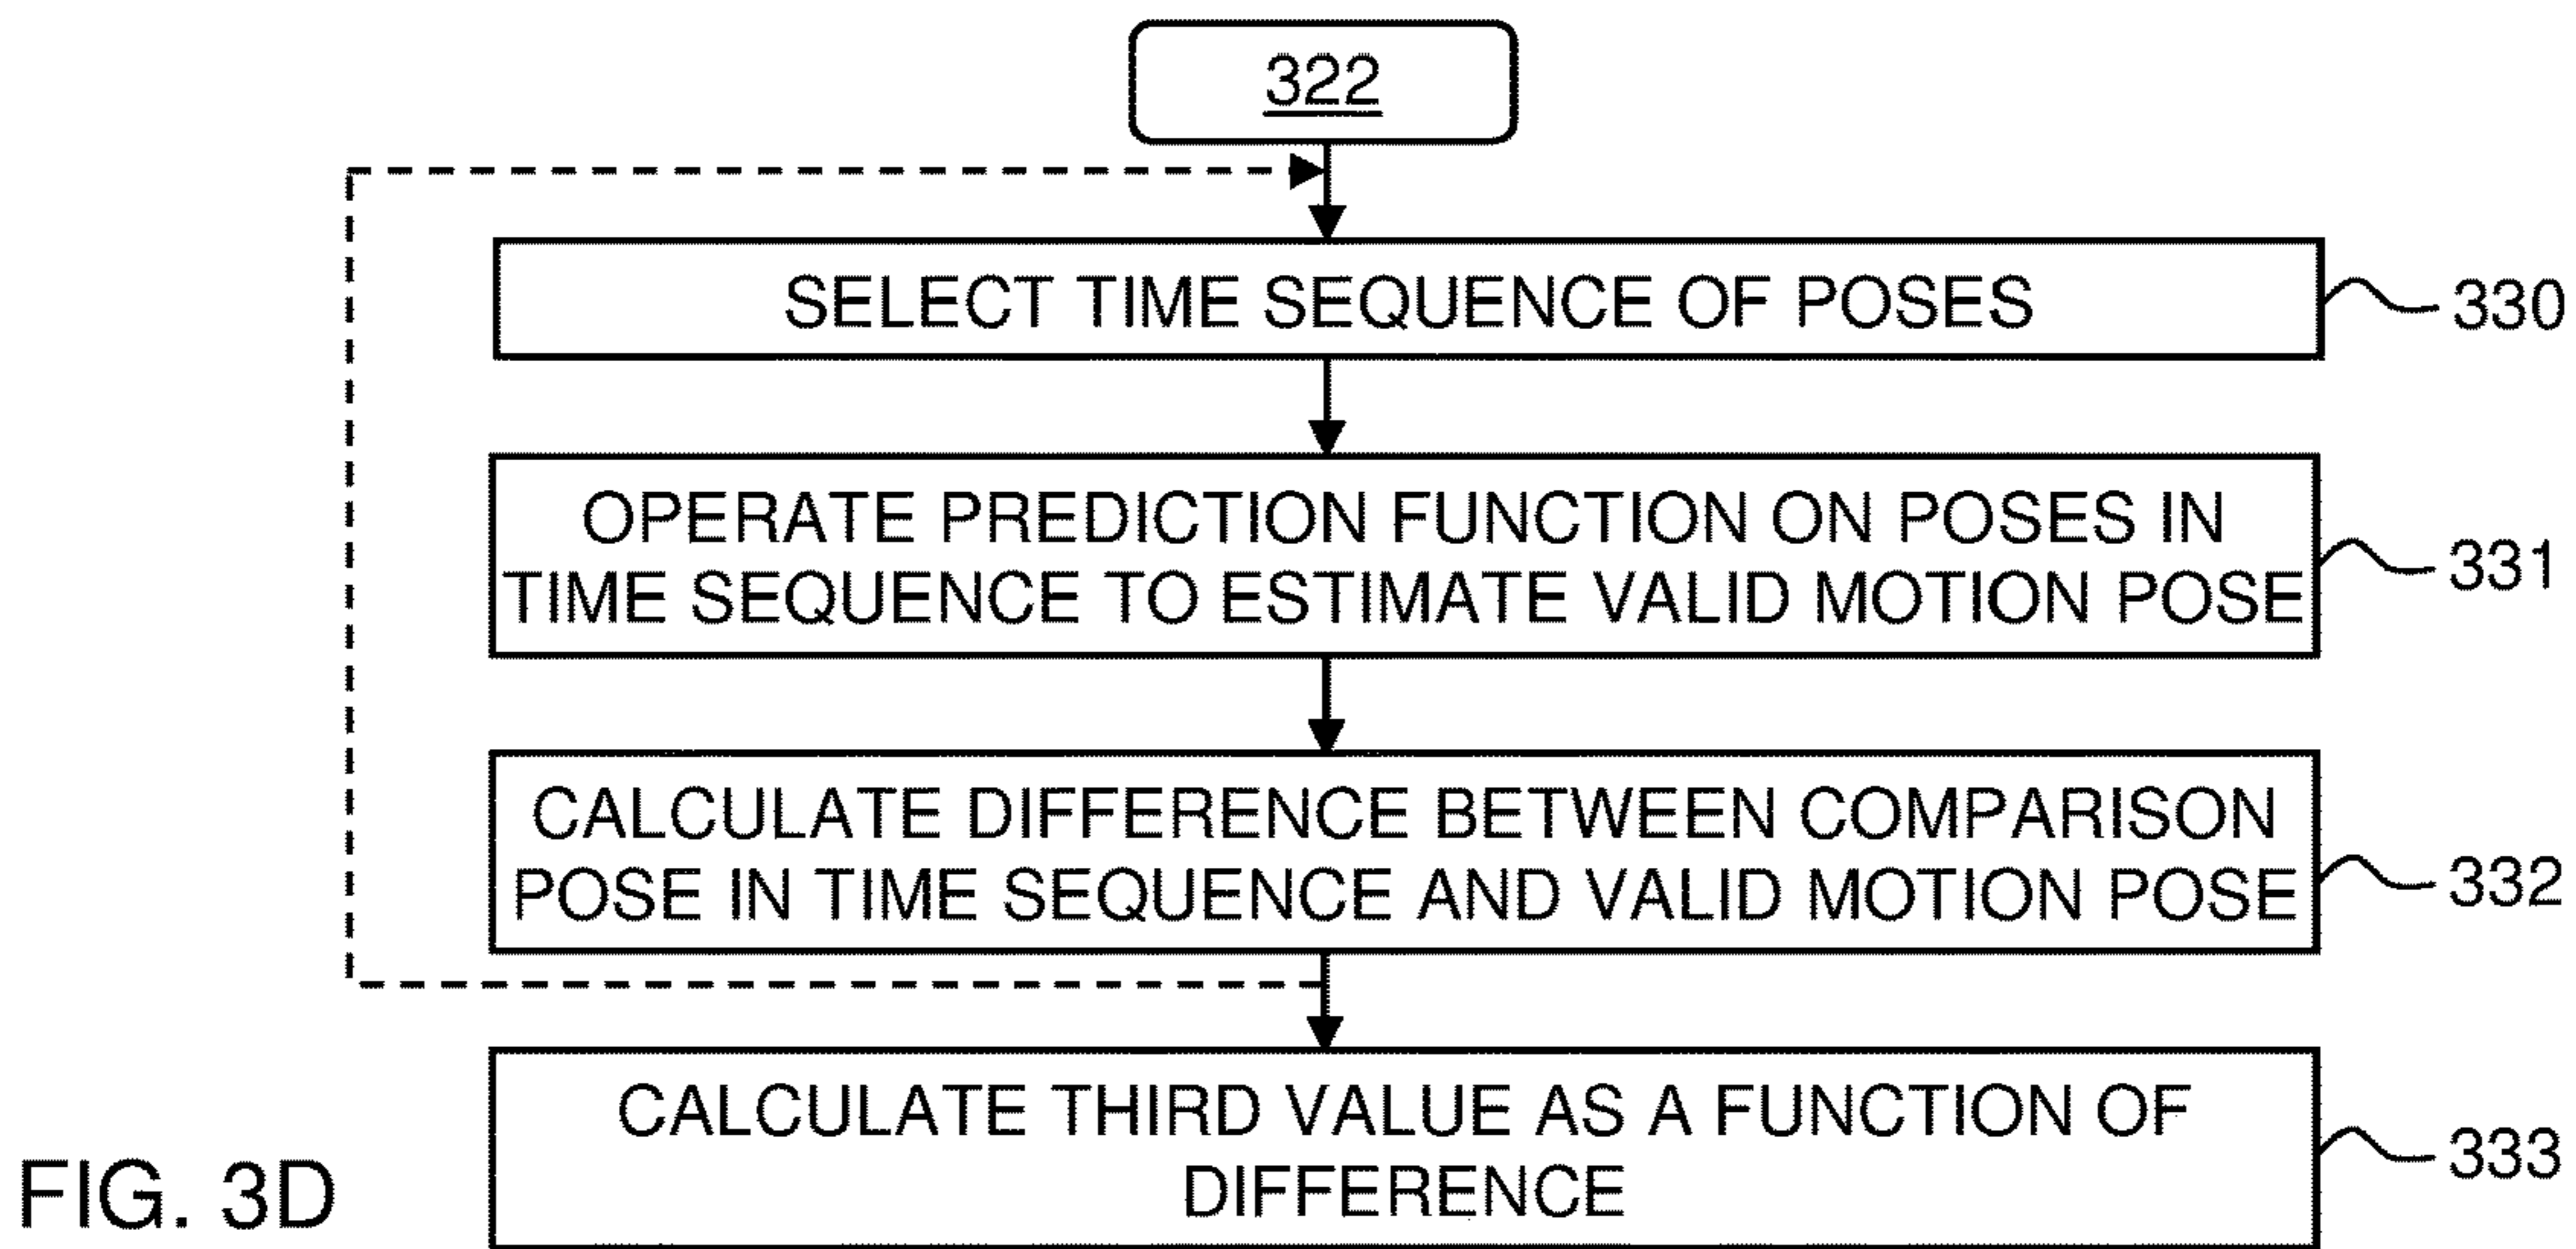 322
SELECT TIME SEQUENCE OF POSES
330
OPERATE PREDICTION FUNCTION ON POSES IN
TIME SEQUENCE TO ESTIMATE VALID MOTION POSE
331
CALCULATE DIFFERENCE BETWEEN COMPARISON
POSE IN TIME SEQUENCE AND VALID MOTION POSE
332
CALCULATE THIRD VALUE AS A FUNCTION OF
DIFFERENCE
333
FIG. 3D